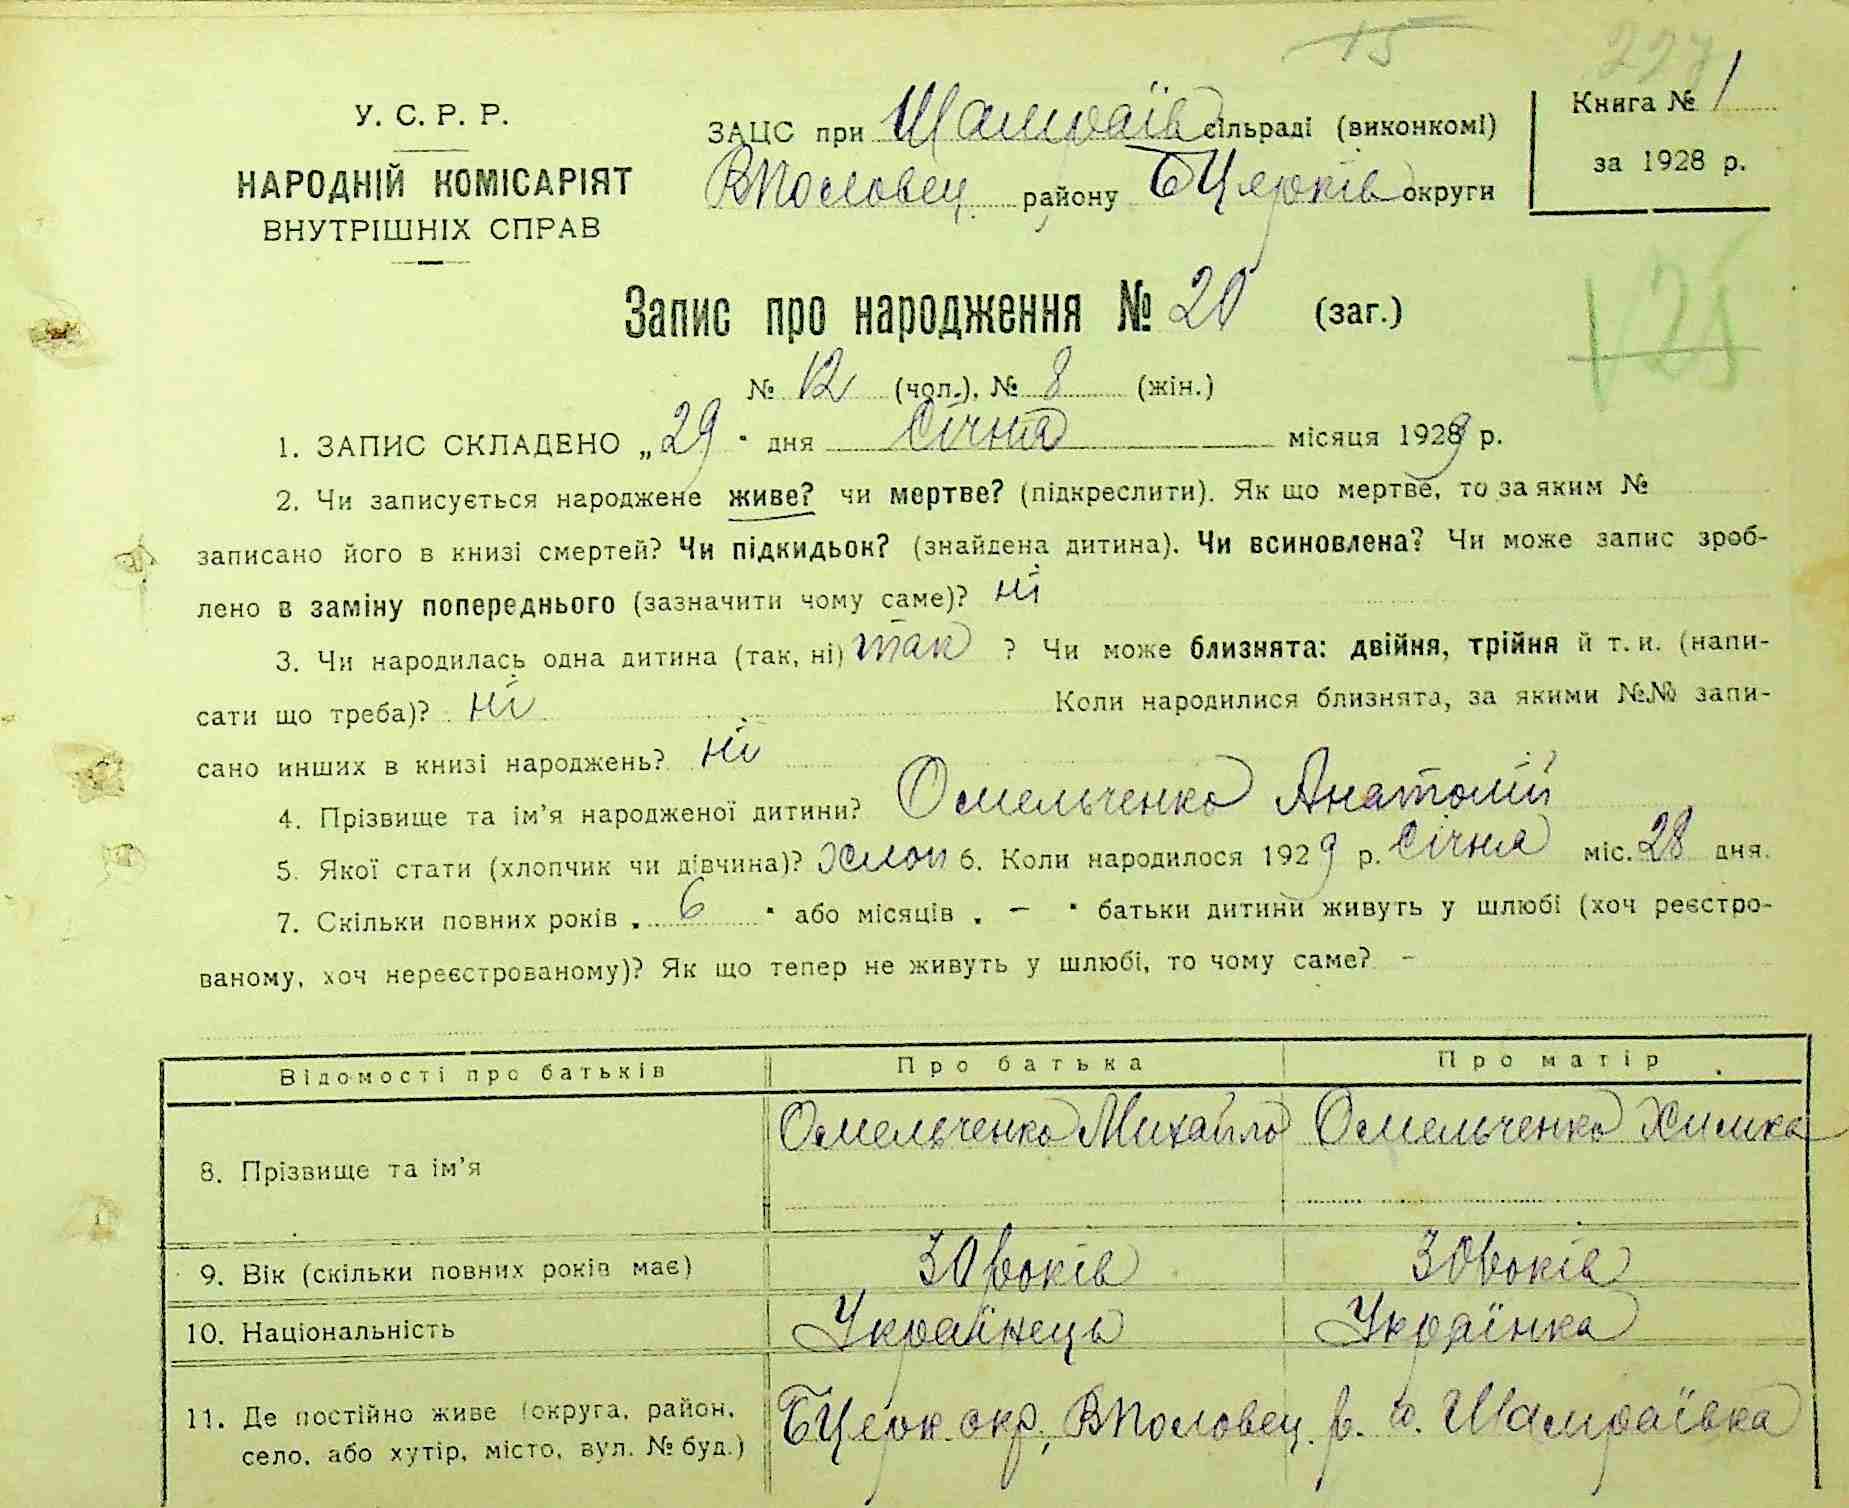 15
227
У. С. Р. Р.
НАРОДНІЙ КОМІСАРІЯТ
ВНУТРІШНІХ СПРАВ
ЗАЦС при Шамраїв сільраді (виконкомі)
ВПоловец. району БЦерків округи
Книга № 1
за 1928 р.
125
Запис про народження № 20 (заг.)
№ 12 (чол.), № 8 (жін.)
1. ЗАПИС СКЛАДЕНО „ 29 " дня Січня місяця 1929 р.
2. Чи записується народжене живе? чи мертве? (підкреслити). Як що мертве, то за яким №
записано його в книзі смертей? Чи підкидьок? (знайдена дитина). Чи всиновлена? Чи може запис зроб-
лено в заміну попереднього (зазначити чому саме)? ні
3. Чи народилась одна дитина (так, ні) так ? Чи може близнята: двійня, трійня й т. и. (напи-
сати що треба)? ні Коли народилися близнята, за якими №№ запи-
сано инших в книзі народжень? ні
4. Прізвище та ім'я народженої дитини? Омельченко Анатолій
5. Якої стати (хлопчик чи дівчина)? Хлоп 6. Коли народилося 1929 р. Січня міс. 28 дня.
7. Скільки повних років „ 6 " або місяців „ – " батьки дитини живуть у шлюбі (хоч реєстро-
ваному, хоч нереєстрованому)? Як що тепер не живуть у шлюбі, то чому саме? –
Відомості про батьків Про батька Про матір
8. Прізвище та ім'я Омельченко Михайло Омельченко Химка
9. Вік (скільки повних років має) 30 років 30 років
10. Національність Українець Українка
11. Де постійно живе (округа, район,
село, або хутір, місто, вул. № буд.) БЦерк окр, ВПоловец. р. с. Шамраївка